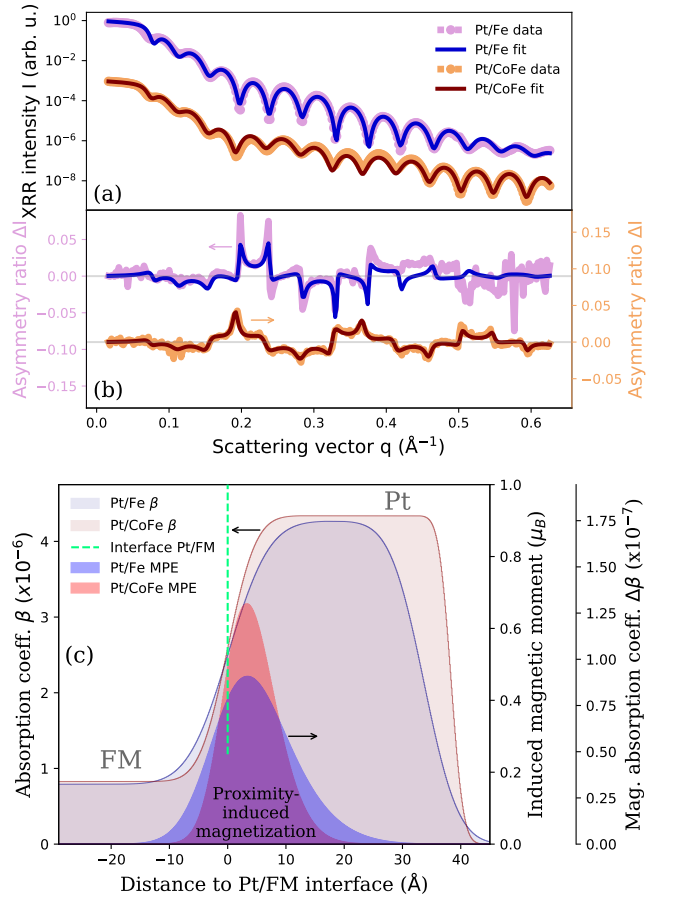 XRR intensity I (arb. u.)
10⁰
10⁻²
10⁻⁴
10⁻⁶
10⁻⁸
Pt/Fe data
Pt/Fe fit
Pt/CoFe data
Pt/CoFe fit
(a)
Asymmetry ratio ΔI
0.05
0.00
−0.05
−0.10
−0.15
(b)
0.15
0.10
0.05
0.00
−0.05
Asymmetry ratio ΔI
0.0 0.1 0.2 0.3 0.4 0.5 0.6
Scattering vector q (Å⁻¹)
Absorption coeff. β (x10⁻⁶)
4
3
2
1
0
Pt/Fe β
Pt/CoFe β
Interface Pt/FM
Pt/Fe MPE
Pt/CoFe MPE
Pt
(c)
FM
Proximity-
induced
magnetization
1.0
0.8
0.6
0.4
0.2
0.0
Induced magnetic moment (μ_B)
1.75
1.50
1.25
1.00
0.75
0.50
0.25
0.00
Mag. absorption coeff. Δβ (x10⁻⁷)
−20 −10 0 10 20 30 40
Distance to Pt/FM interface (Å)